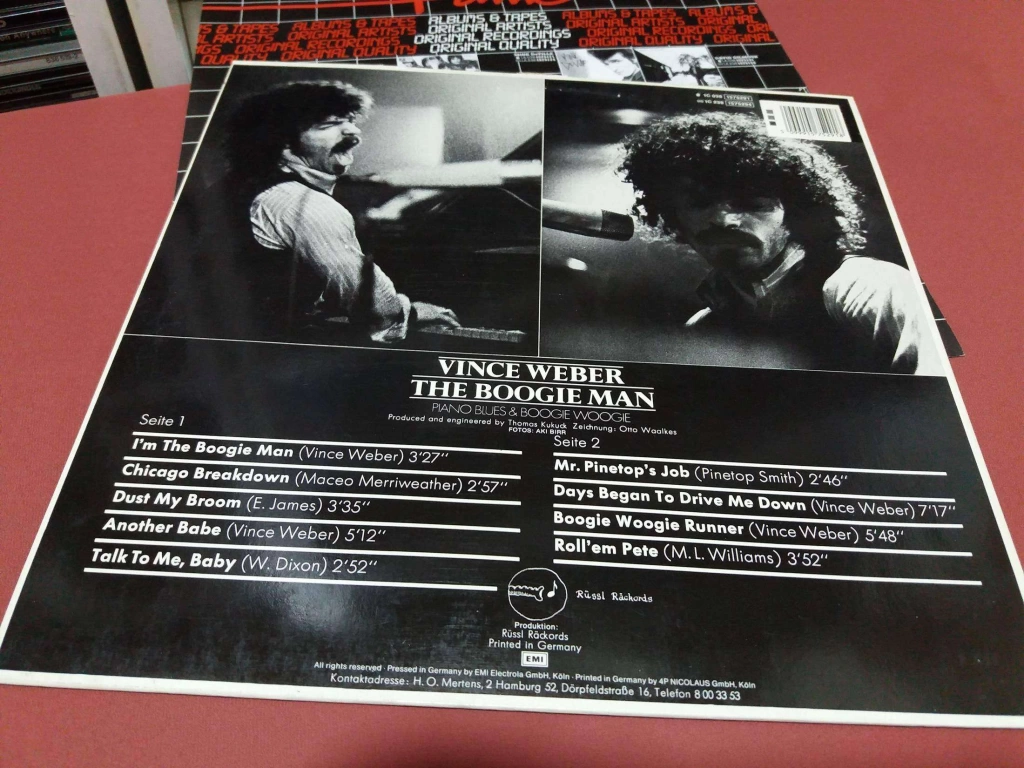 ALBUMS & TAPES
ORIGINAL ARTISTS
ORIGINAL RECORDINGS
ORIGINAL QUALITY
VINCE WEBER
THE BOOGIE MAN
PIANO BLUES & BOOGIE WOOGIE
Produced and engineered by Thomas Kukuck Zeichnung: Otto Waalkes
FOTOS: AKI BIRR
Seite 1
I'm The Boogie Man (Vince Weber) 3'27"
Chicago Breakdown (Maceo Merriweather) 2'57"
Dust My Broom (E. James) 3'35"
Another Babe (Vince Weber) 5'12"
Talk To Me, Baby (W. Dixon) 2'52"
Seite 2
Mr. Pinetop's Job (Pinetop Smith) 2'46"
Days Began To Drive Me Down (Vince Weber) 7'17"
Boogie Woogie Runner (Vince Weber) 5'48"
Roll'em Pete (M.L. Williams) 3'52"
Rüssl Räckords
Produktion:
Rüssl Räckords
Printed in Germany
EMI
All rights reserved · Pressed in Germany by EMI Electrola GmbH, Köln · Printed in Germany by 4P NICOLAUS GmbH, Köln
Kontaktadresse: H. O. Mertens, 2 Hamburg 52, Dörpfeldstraße 16, Telefon 8 00 33 53